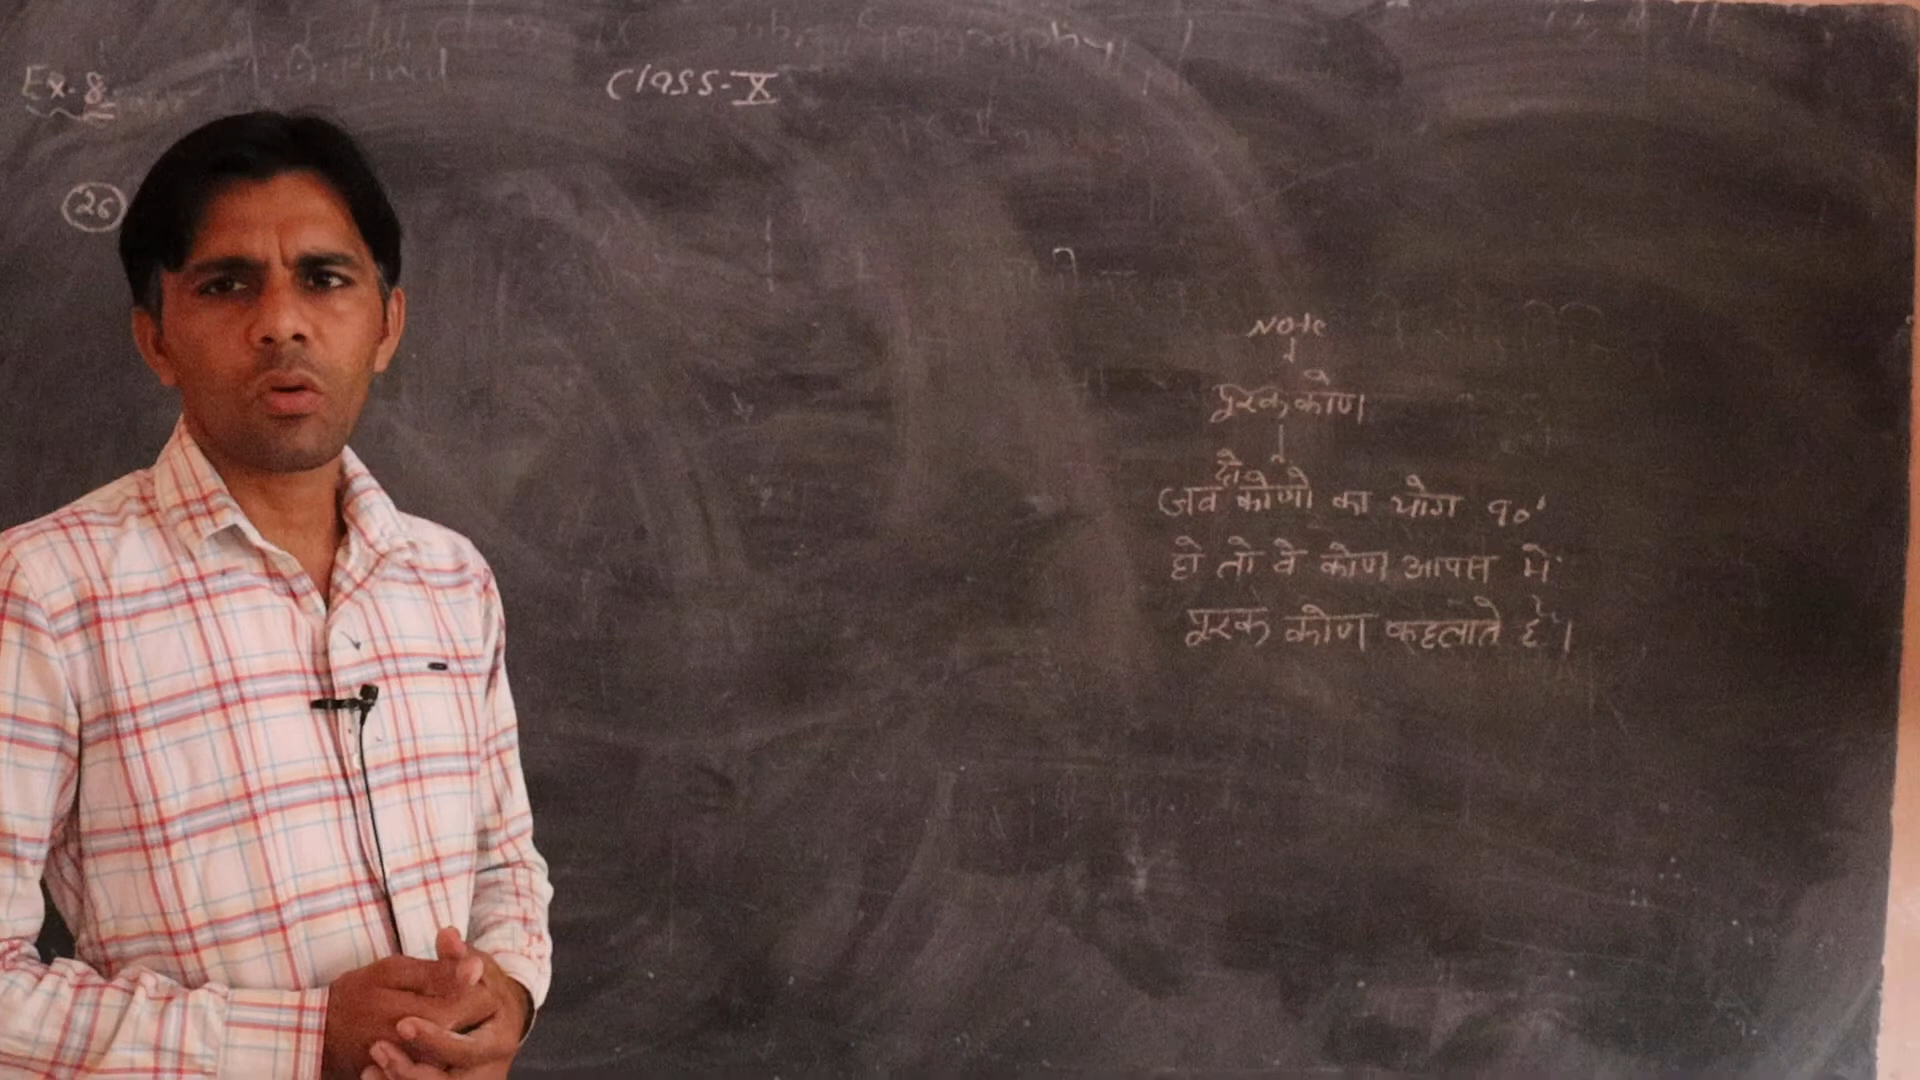 Ex-8.
Class-X
26
Note
पूरक कोण
दो
जब कोणो का योग 90°
हो तो वे कोण आपस मे
पूरक कोण कहलाते हे।